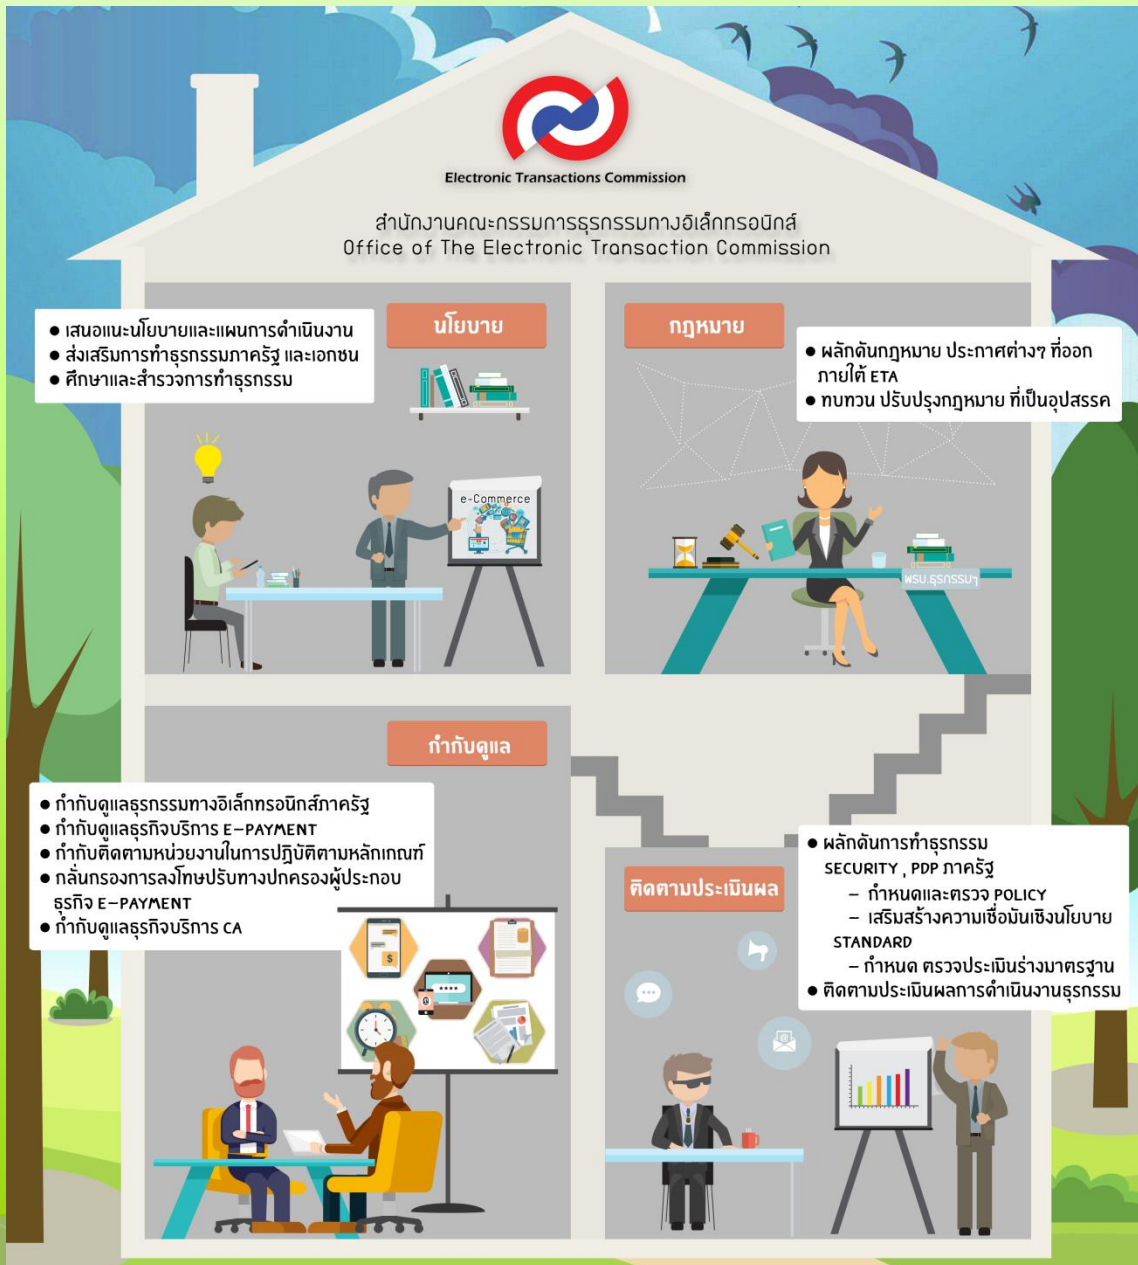 Electronic Transactions Commission
สำนักงานคณะกรรมการธุรกรรมทางอิเล็กทรอนิกส์
Office of The Electronic Transaction Commission
นโยบาย
● เสนอแนะนโยบายและแผนการดำเนินงาน
● ส่งเสริมการทำธุรกรรมภาครัฐ และเอกชน
● ศึกษาและสำรวจการทำธุรกรรม
e-Commerce
กฎหมาย
● ผลักดันกฎหมาย ประกาศต่างๆ ที่ออก
ภายใต้ ETA
● ทบทวน ปรับปรุงกฎหมาย ที่เป็นอุปสรรค
พรบ.ธุรกรรมฯ
กำกับดูแล
● กำกับดูแลธุรกรรมทางอิเล็กทรอนิกส์ภาครัฐ
● กำกับดูแลธุรกิจบริการ E-PAYMENT
● กำกับติดตามหน่วยงานในการปฏิบัติตามหลักเกณฑ์
● กลั่นกรองการลงโทษปรับทางปกครองผู้ประกอบ
ธุรกิจ E-PAYMENT
● กำกับดูแลธุรกิจบริการ CA
ติดตามประเมินผล
● ผลักดันการทำธุรกรรม
SECURITY , PDP ภาครัฐ
– กำหนดและตรวจ POLICY
– เสริมสร้างความเชื่อมันเชิงนโยบาย
STANDARD
– กำหนด ตรวจประเมินร่างมาตรฐาน
● ติดตามประเมินผลการดำเนินงานธุรกรรม